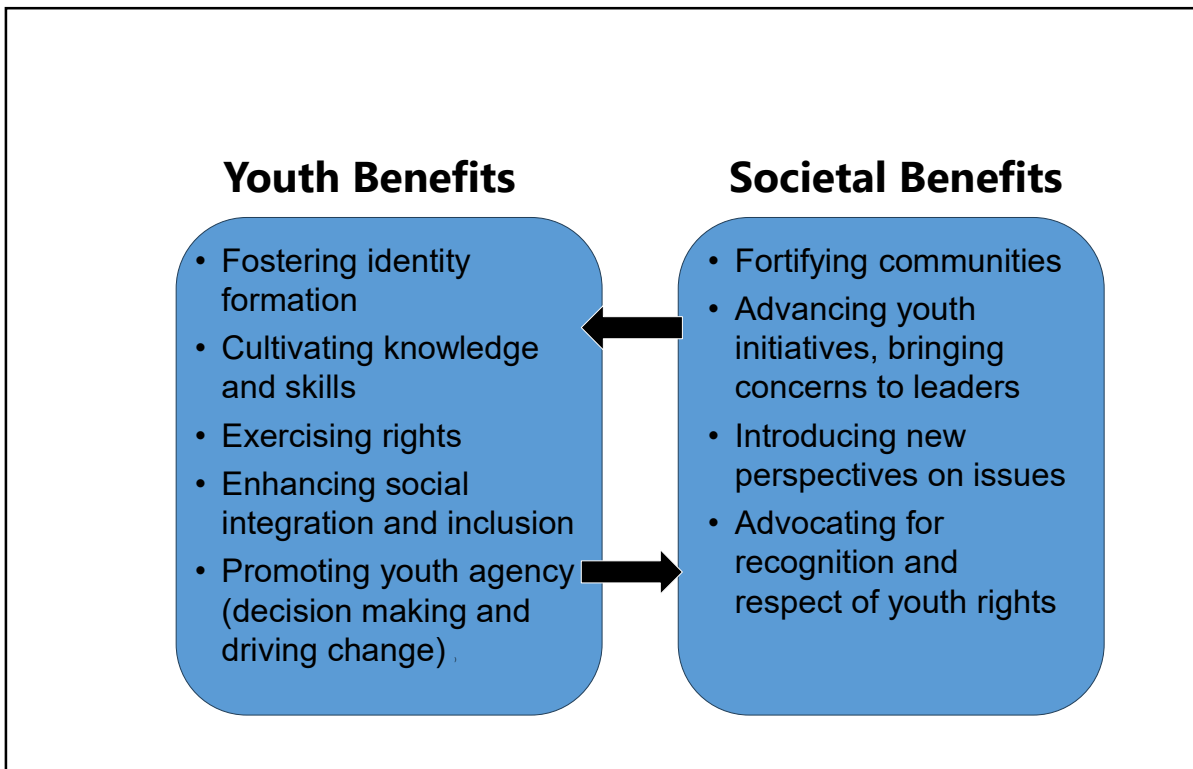 Youth Benefits
• Fostering identity
formation
• Cultivating knowledge
and skills
• Exercising rights
• Enhancing social
integration and inclusion
• Promoting youth agency
(decision making and
driving change)
Societal Benefits
• Fortifying communities
• Advancing youth
initiatives, bringing
concerns to leaders
• Introducing new
perspectives on issues
• Advocating for
recognition and
respect of youth rights